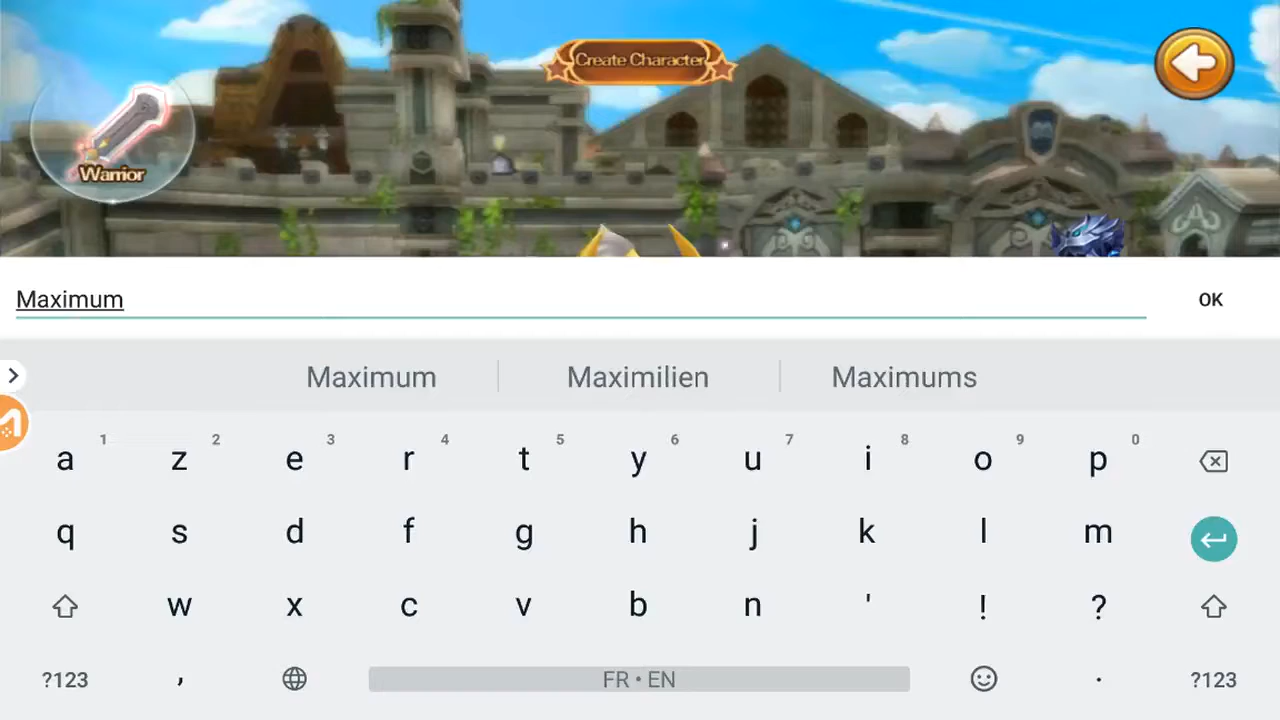 Create Character
Warrior
Maximum
OK
Maximum Maximilien Maximums
1 2 3 4 5 6 7 8 9 0
a z e r t y u i o p
q s d f g h j k l m
w x c v b n ' ! ?
?123 , FR • EN . ?123